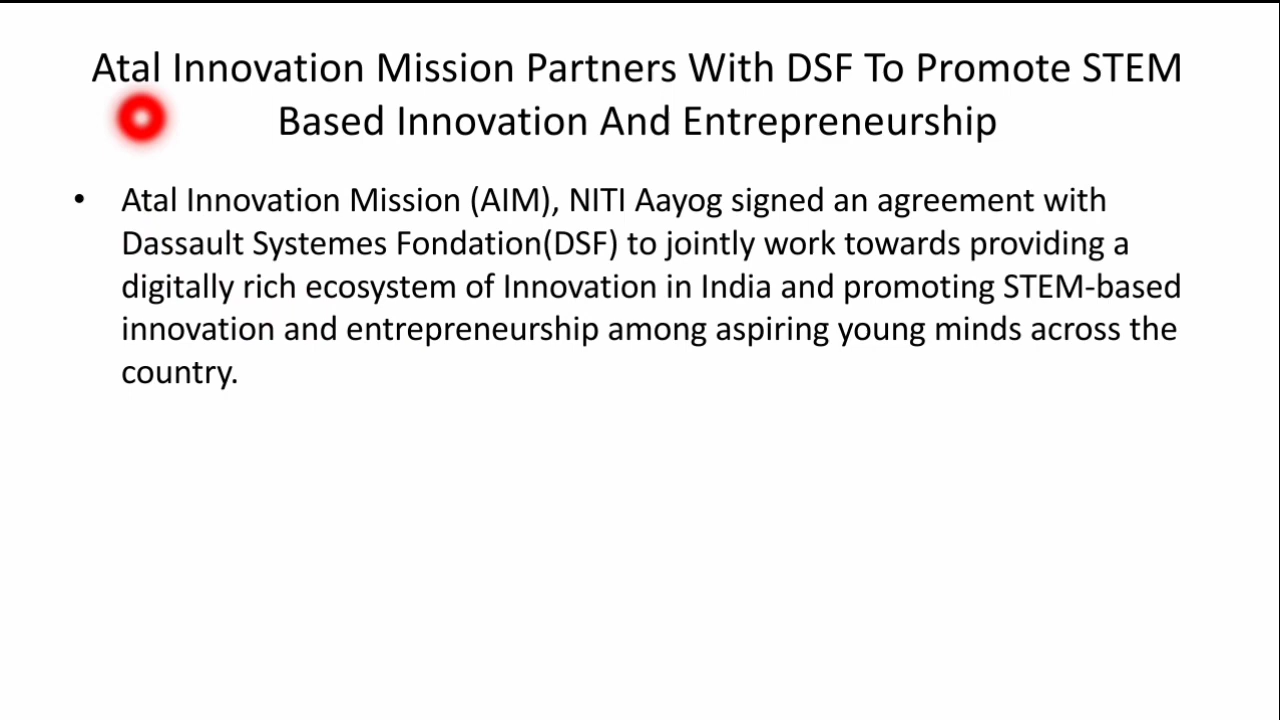 Atal Innovation Mission Partners With DSF To Promote STEM
Based Innovation And Entrepreneurship
• Atal Innovation Mission (AIM), NITI Aayog signed an agreement with
Dassault Systemes Fondation(DSF) to jointly work towards providing a
digitally rich ecosystem of Innovation in India and promoting STEM-based
innovation and entrepreneurship among aspiring young minds across the
country.